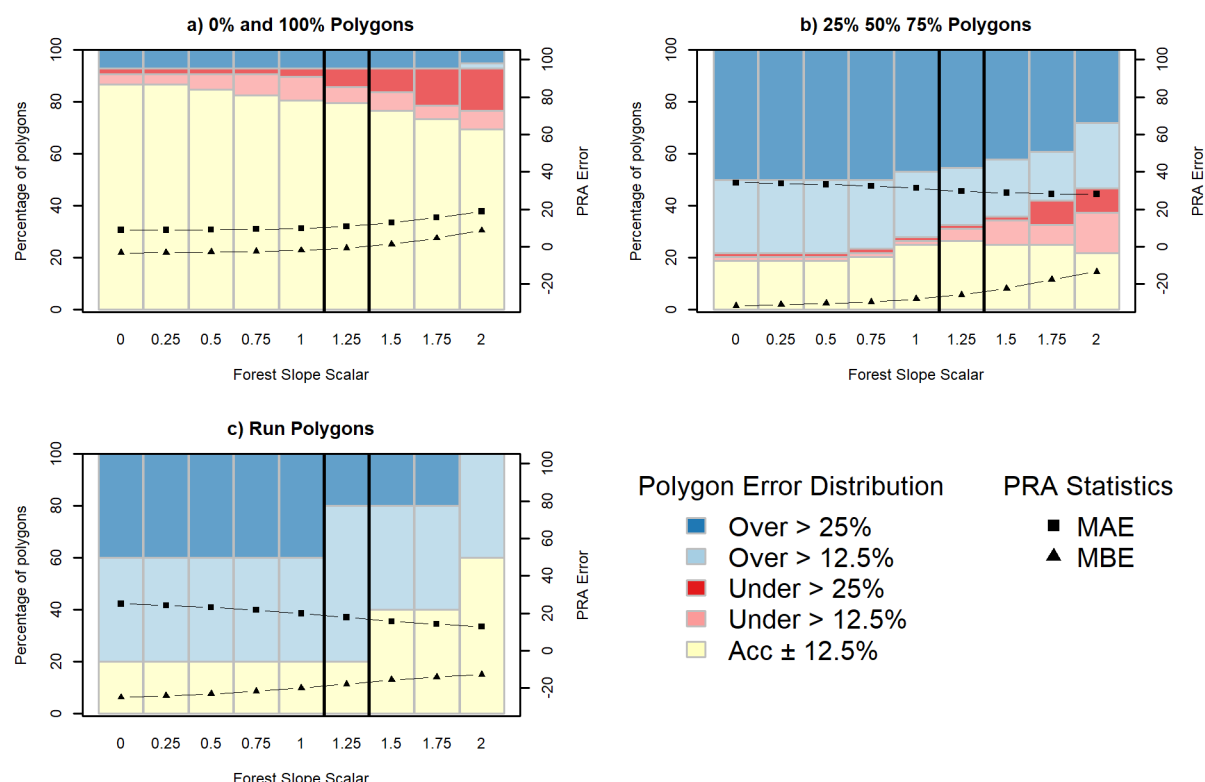 a) 0% and 100% Polygons
Percentage of polygons
0 20 40 60 80 100
-20 0 20 40 60 80 100
PRA Error
0 0.25 0.5 0.75 1 1.25 1.5 1.75 2
Forest Slope Scalar
b) 25% 50% 75% Polygons
Percentage of polygons
0 20 40 60 80 100
-20 0 20 40 60 80 100
PRA Error
0 0.25 0.5 0.75 1 1.25 1.5 1.75 2
Forest Slope Scalar
c) Run Polygons
Percentage of polygons
0 20 40 60 80 100
-20 0 20 40 60 80 100
PRA Error
0 0.25 0.5 0.75 1 1.25 1.5 1.75 2
Forest Slope Scalar
Polygon Error Distribution
Over > 25%
Over > 12.5%
Under > 25%
Under > 12.5%
Acc ± 12.5%
PRA Statistics
MAE
MBE